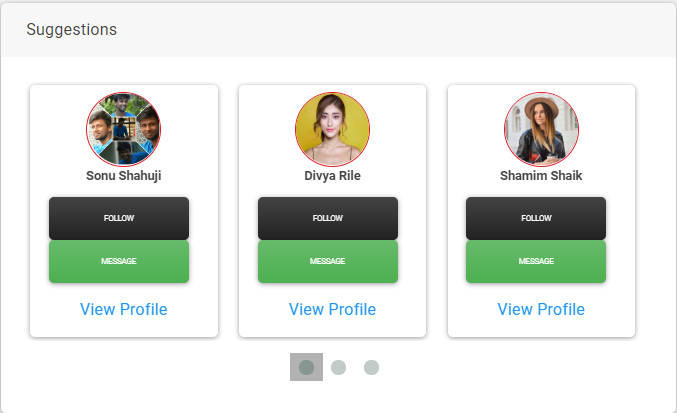 Suggestions
Sonu Shahuji
FOLLOW
MESSAGE
View Profile
Divya Rile
FOLLOW
MESSAGE
View Profile
Shamim Shaik
FOLLOW
MESSAGE
View Profile